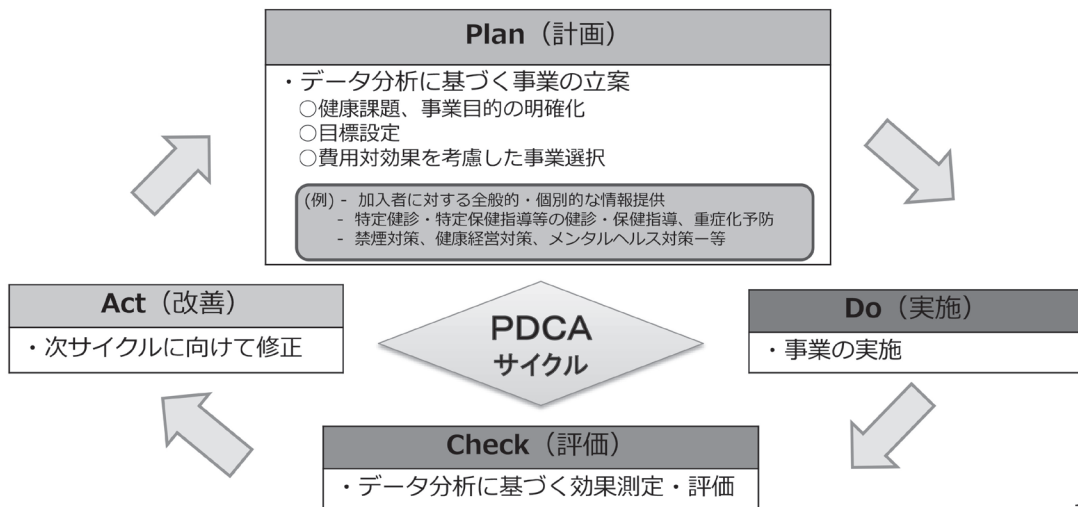 Plan（計画）
・データ分析に基づく事業の立案
○健康課題、事業目的の明確化
○目標設定
○費用対効果を考慮した事業選択
(例) - 加入者に対する全般的・個別的な情報提供
- 特定健診・特定保健指導等の健診・保健指導、重症化予防
- 禁煙対策、健康経営対策、メンタルヘルス対策ー等
Act（改善）
・次サイクルに向けて修正
PDCA
サイクル
Do（実施）
・事業の実施
Check（評価）
・データ分析に基づく効果測定・評価